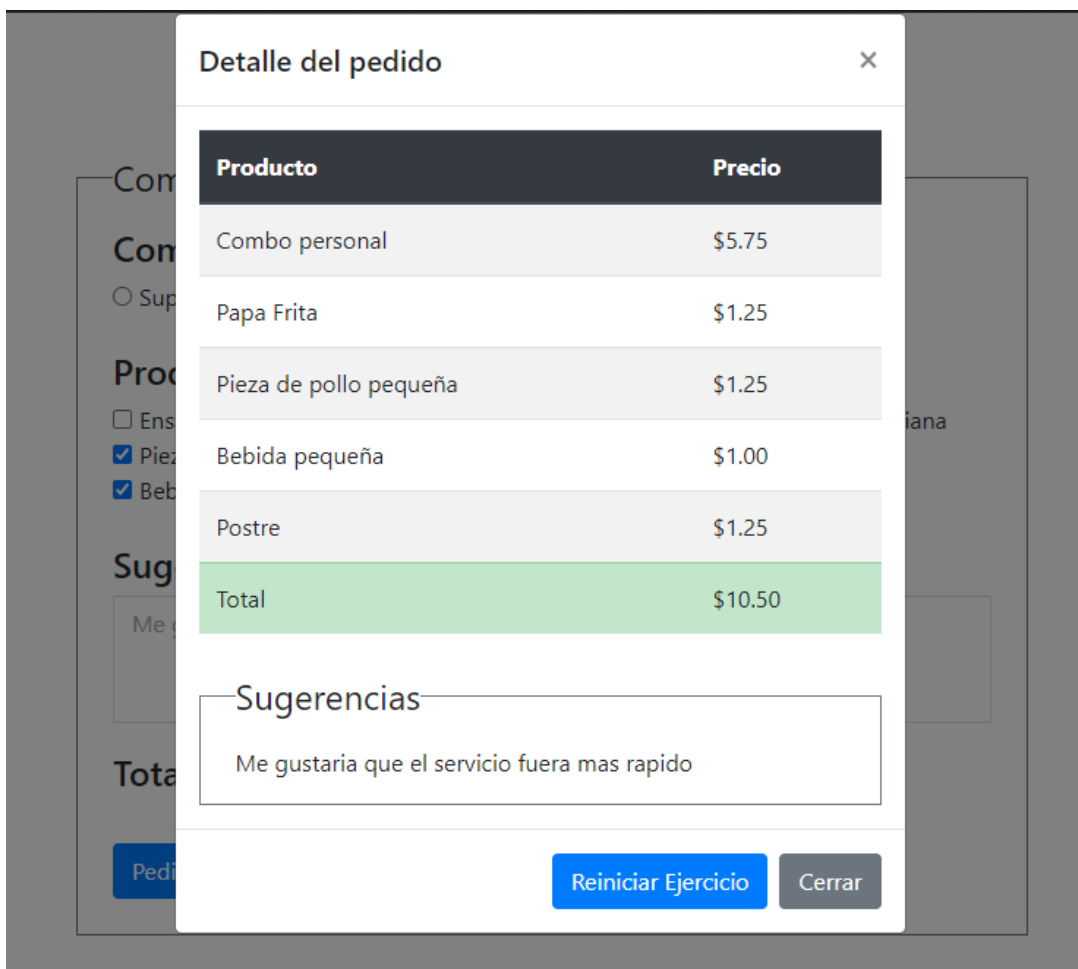 Detalle del pedido ×
Producto Precio
Combo personal $5.75
Papa Frita $1.25
Pieza de pollo pequeña $1.25
Bebida pequeña $1.00
Postre $1.25
Total $10.50
Sugerencias
Me gustaria que el servicio fuera mas rapido
Reiniciar Ejercicio Cerrar